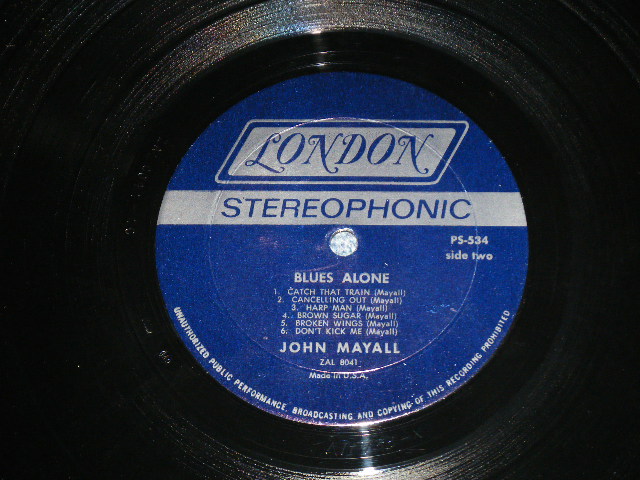 LONDON
STEREOPHONIC
PS-534
side two
BLUES ALONE
1. CATCH THAT TRAIN (Mayall)
2. CANCELLING OUT (Mayall)
3. HARP MAN (Mayall)
4. BROWN SUGAR (Mayall)
5. BROKEN WINGS (Mayall)
6. DON'T KICK ME (Mayall)
JOHN MAYALL
ZAL 8041
Made in U.S.A.
UNAUTHORIZED PUBLIC PERFORMANCE, BROADCASTING AND COPYING OF THIS RECORDING PROHIBITED